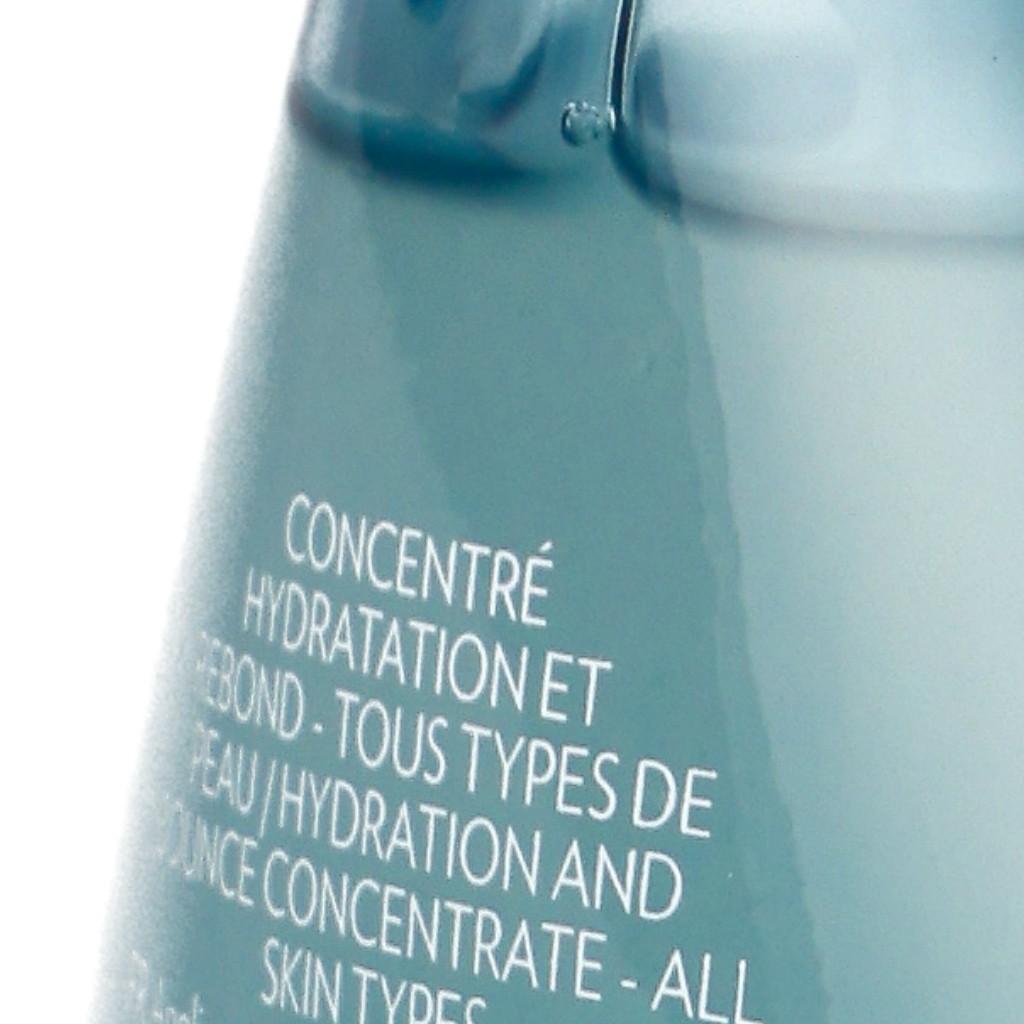 CONCENTRÉ
HYDRATATION ET
REBOND - TOUS TYPES DE
PEAU / HYDRATION AND
BOUNCE CONCENTRATE - ALL
SKIN TYPES